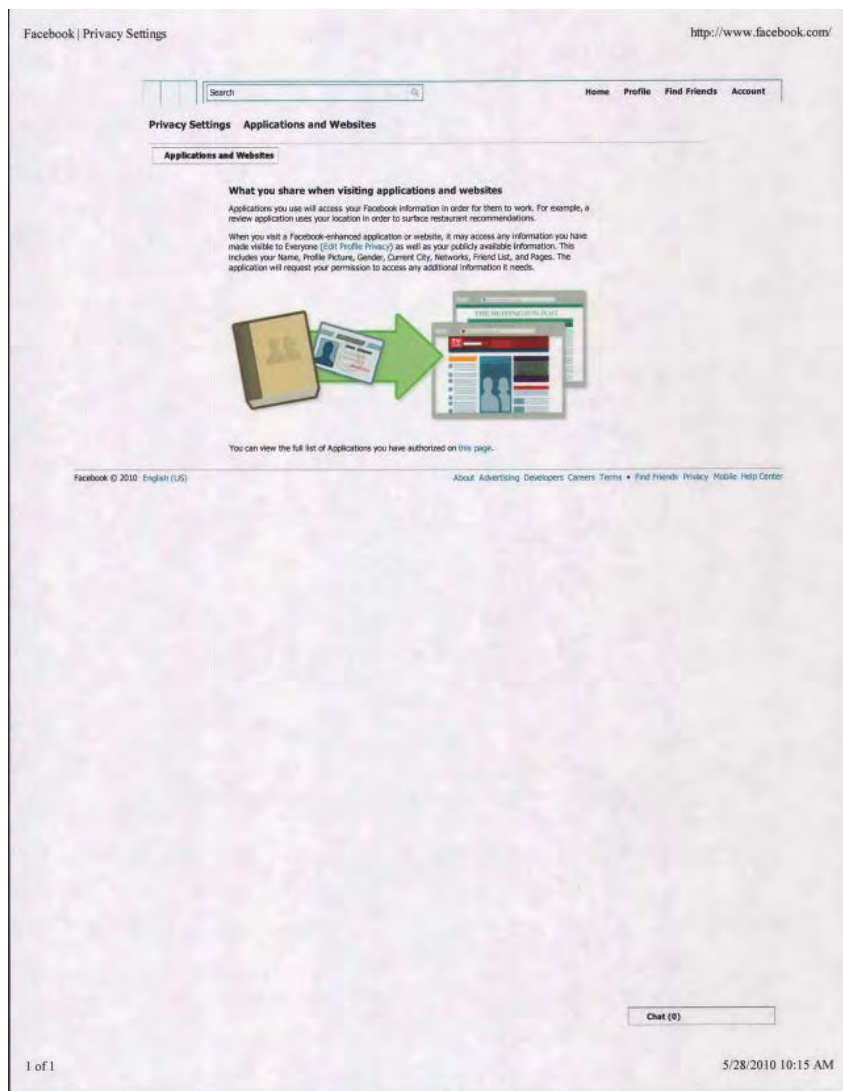 Facebook | Privacy Settings
http://www.facebook.com/
Search
Home Profile Find Friends Account
Privacy Settings Applications and Websites
Applications and Websites
What you share when visiting applications and websites
Applications you use will access your Facebook information in order for them to work. For example, a
review application uses your location in order to surface restaurant recommendations.
When you visit a Facebook-enhanced application or website, it may access any information you have
made visible to Everyone (Edit Profile Privacy) as well as your publicly available information. This
includes your Name, Profile Picture, Gender, Current City, Networks, Friend List, and Pages. The
application will request your permission to access any additional information it needs.
THE HUFFINGTON POST
TV
You can view the full list of Applications you have authorized on this page.
Facebook © 2010 English (US)
About Advertising Developers Careers Terms • Find Friends Privacy Mobile Help Center
Chat (0)
1 of 1
5/28/2010 10:15 AM